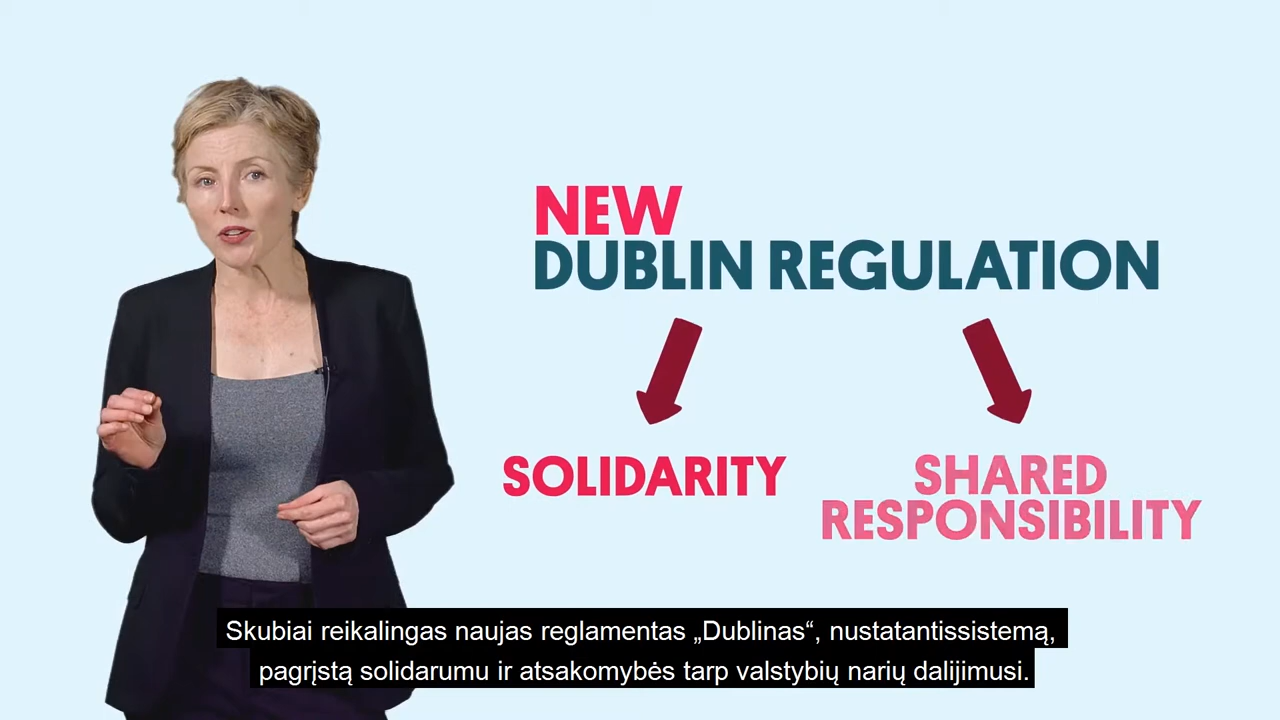 NEW
DUBLIN REGULATION
SOLIDARITY
SHARED
RESPONSIBILITY
Skubiai reikalingas naujas reglamentas „Dublinas“, nustatantissistemą,
pagrįstą solidarumu ir atsakomybės tarp valstybių narių dalijimusi.